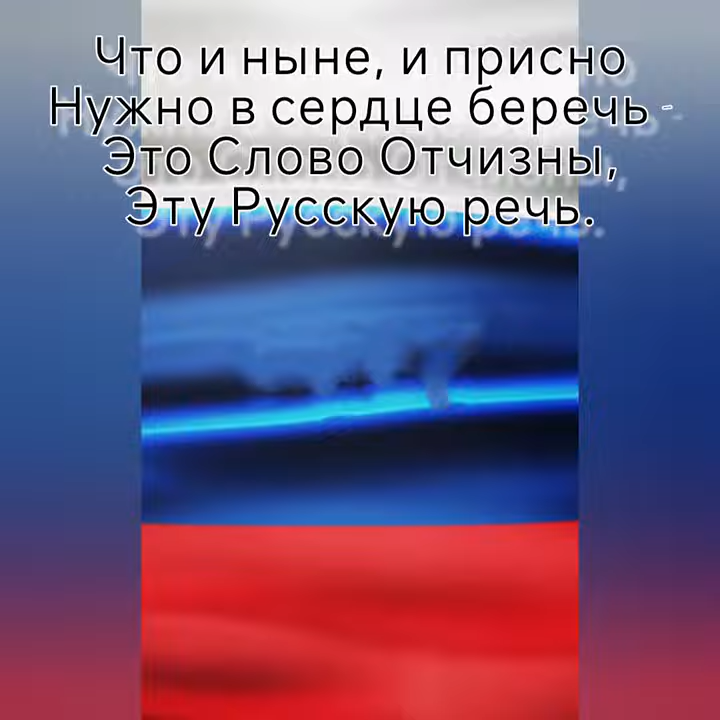 Что и ныне, и присно
Нужно в сердце беречь -
Это Слово Отчизны,
Эту Русскую речь.